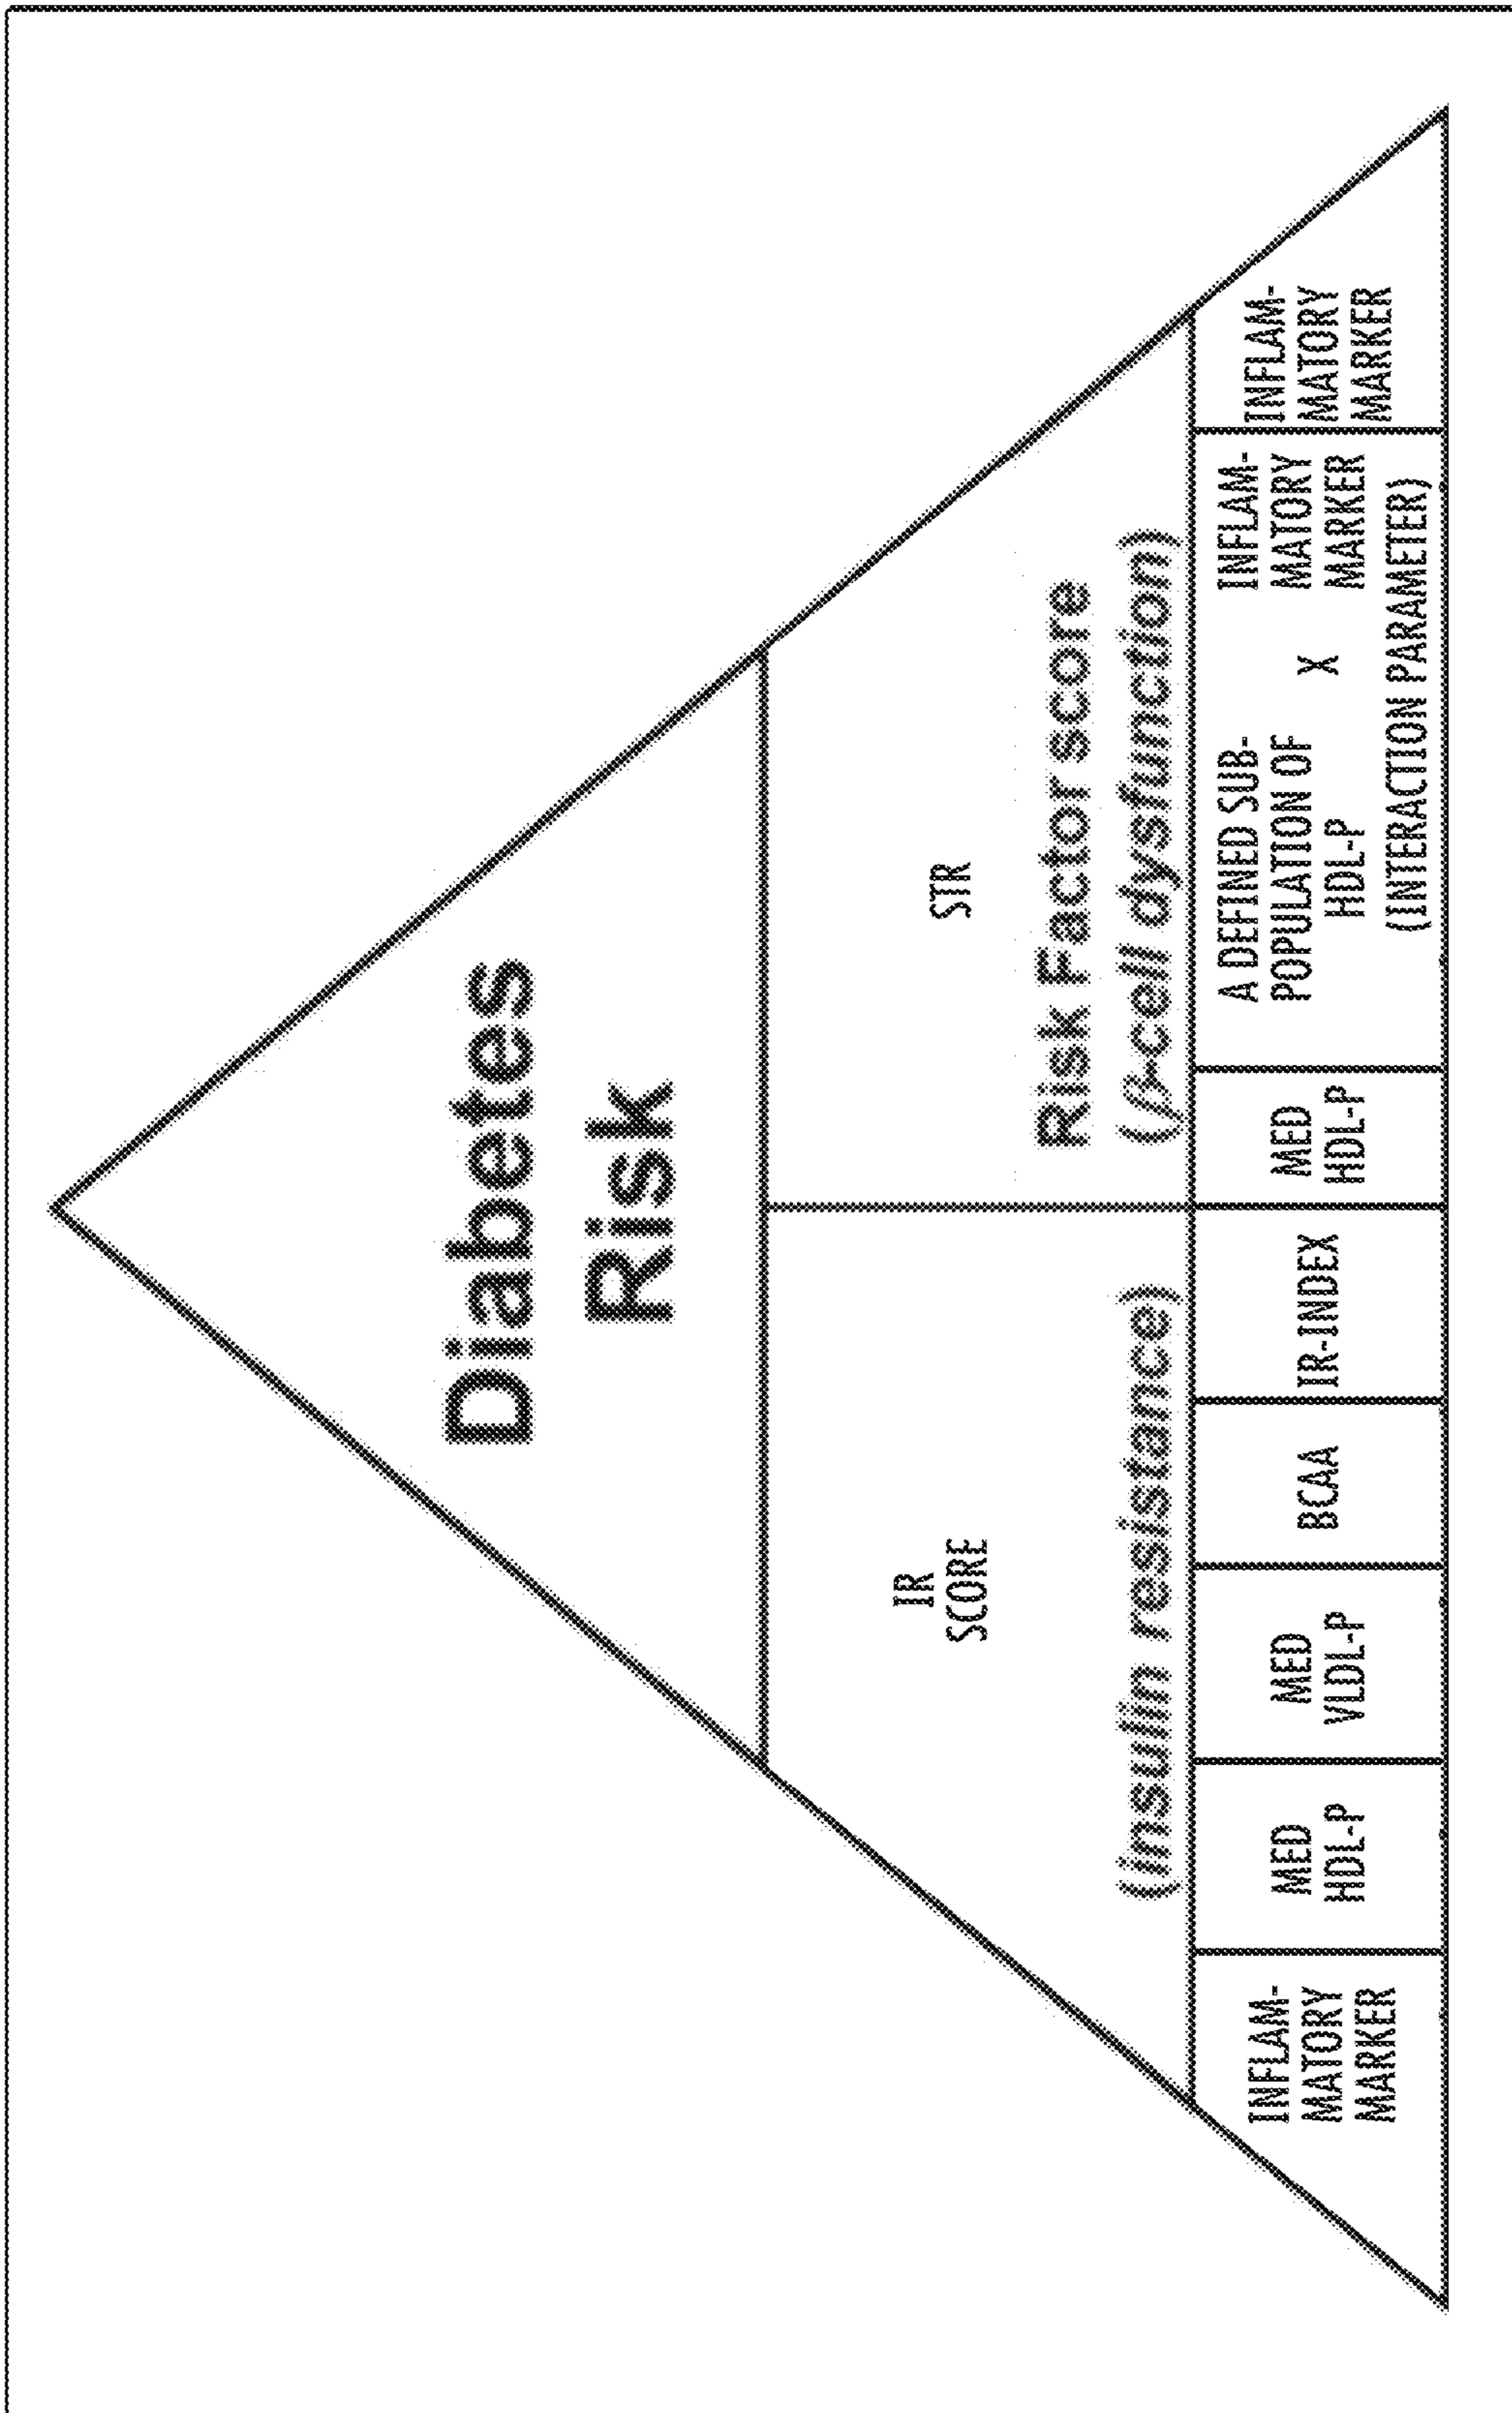 Diabetes
Risk
IR
SCORE
(insulin resistance)
STR
Risk Factor score
(β-cell dysfunction)
INFLAM-
MATORY
MARKER
MED
HDL-P
MED
VLDL-P
BCAA
IR-INDEX
MED
HDL-P
A DEFINED SUB-
POPULATION OF
HDL-P
X
INFLAM-
MATORY
MARKER
(INTERACTION PARAMETER)
INFLAM-
MATORY
MARKER